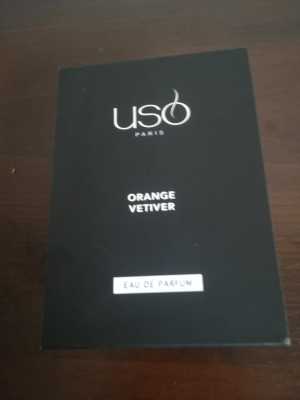 USO
PARIS
ORANGE
VETIVER
EAU DE PARFUM